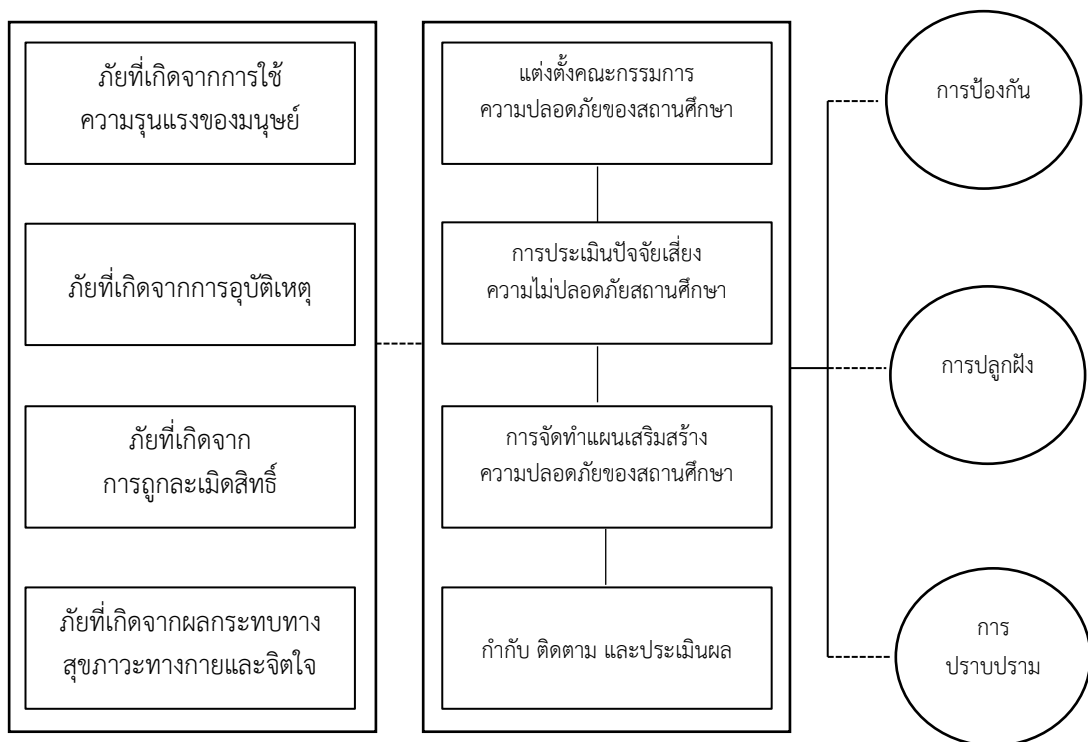 ภัยที่เกิดจากการใช้
ความรุนแรงของมนุษย์
ภัยที่เกิดจากการอุบัติเหตุ
ภัยที่เกิดจาก
การถูกละเมิดสิทธิ์
ภัยที่เกิดจากผลกระทบทาง
สุขภาวะทางกายและจิตใจ
แต่งตั้งคณะกรรมการ
ความปลอดภัยของสถานศึกษา
การประเมินปัจจัยเสี่ยง
ความไม่ปลอดภัยสถานศึกษา
การจัดทำแผนเสริมสร้าง
ความปลอดภัยของสถานศึกษา
กำกับ ติดตาม และประเมินผล
การป้องกัน
การปลูกฝัง
การ
ปราบปราม